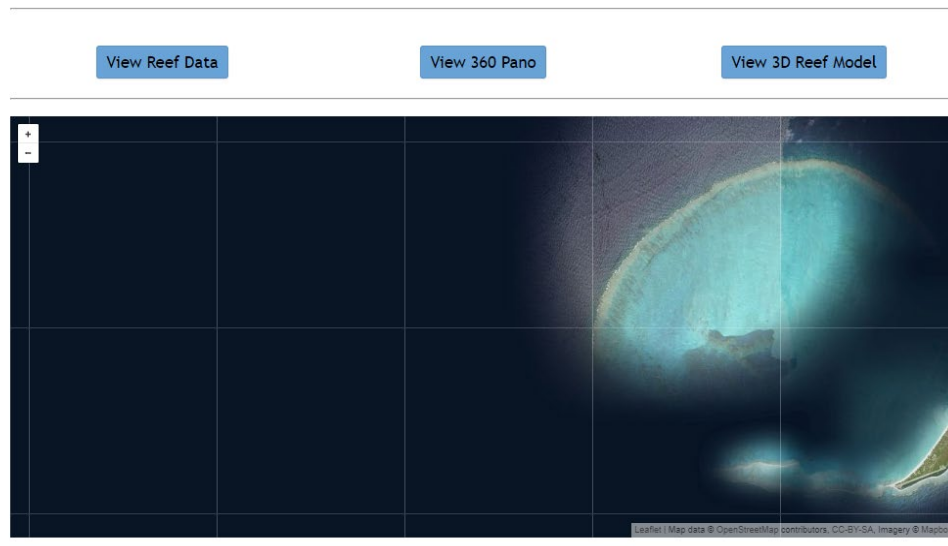 View Reef Data
View 360 Pano
View 3D Reef Model
+
−
Leaflet | Map data © OpenStreetMap contributors, CC-BY-SA, Imagery © Mapbo